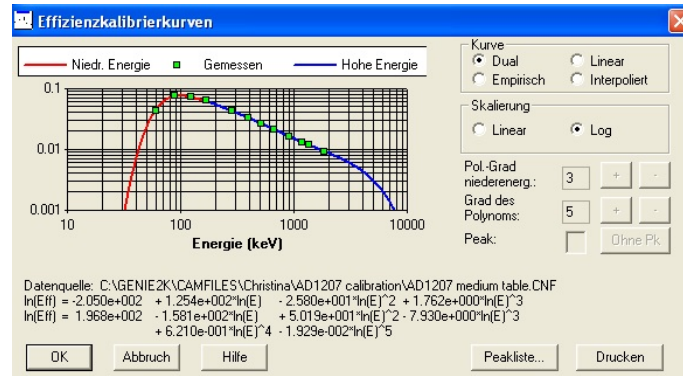 Effizienzkalibrierkurven
Niedr. Energie Gemessen Hohe Energie
0.1
0.01
0.001
10 100 1000 10000
Energie (keV)
Kurve
Dual Linear
Empirisch Interpoliert
Skalierung
Linear Log
Pol.-Grad
niederenerg.: 3 + -
Grad des
Polynoms: 5 + -
Peak: Ohne Pk
Datenquelle: C:\GENIE2K\CAMFILES\Christina\AD1207 calibration\AD1207 medium table.CNF
ln(Eff) = -2.050e+002 + 1.254e+002*ln(E) - 2.580e+001*ln(E)^2 + 1.762e+000*ln(E)^3
ln(Eff) = 1.968e+002 - 1.581e+002*ln(E) + 5.019e+001*ln(E)^2 - 7.930e+000*ln(E)^3
+ 6.210e-001*ln(E)^4 - 1.929e-002*ln(E)^5
OK Abbruch Hilfe Peakliste... Drucken